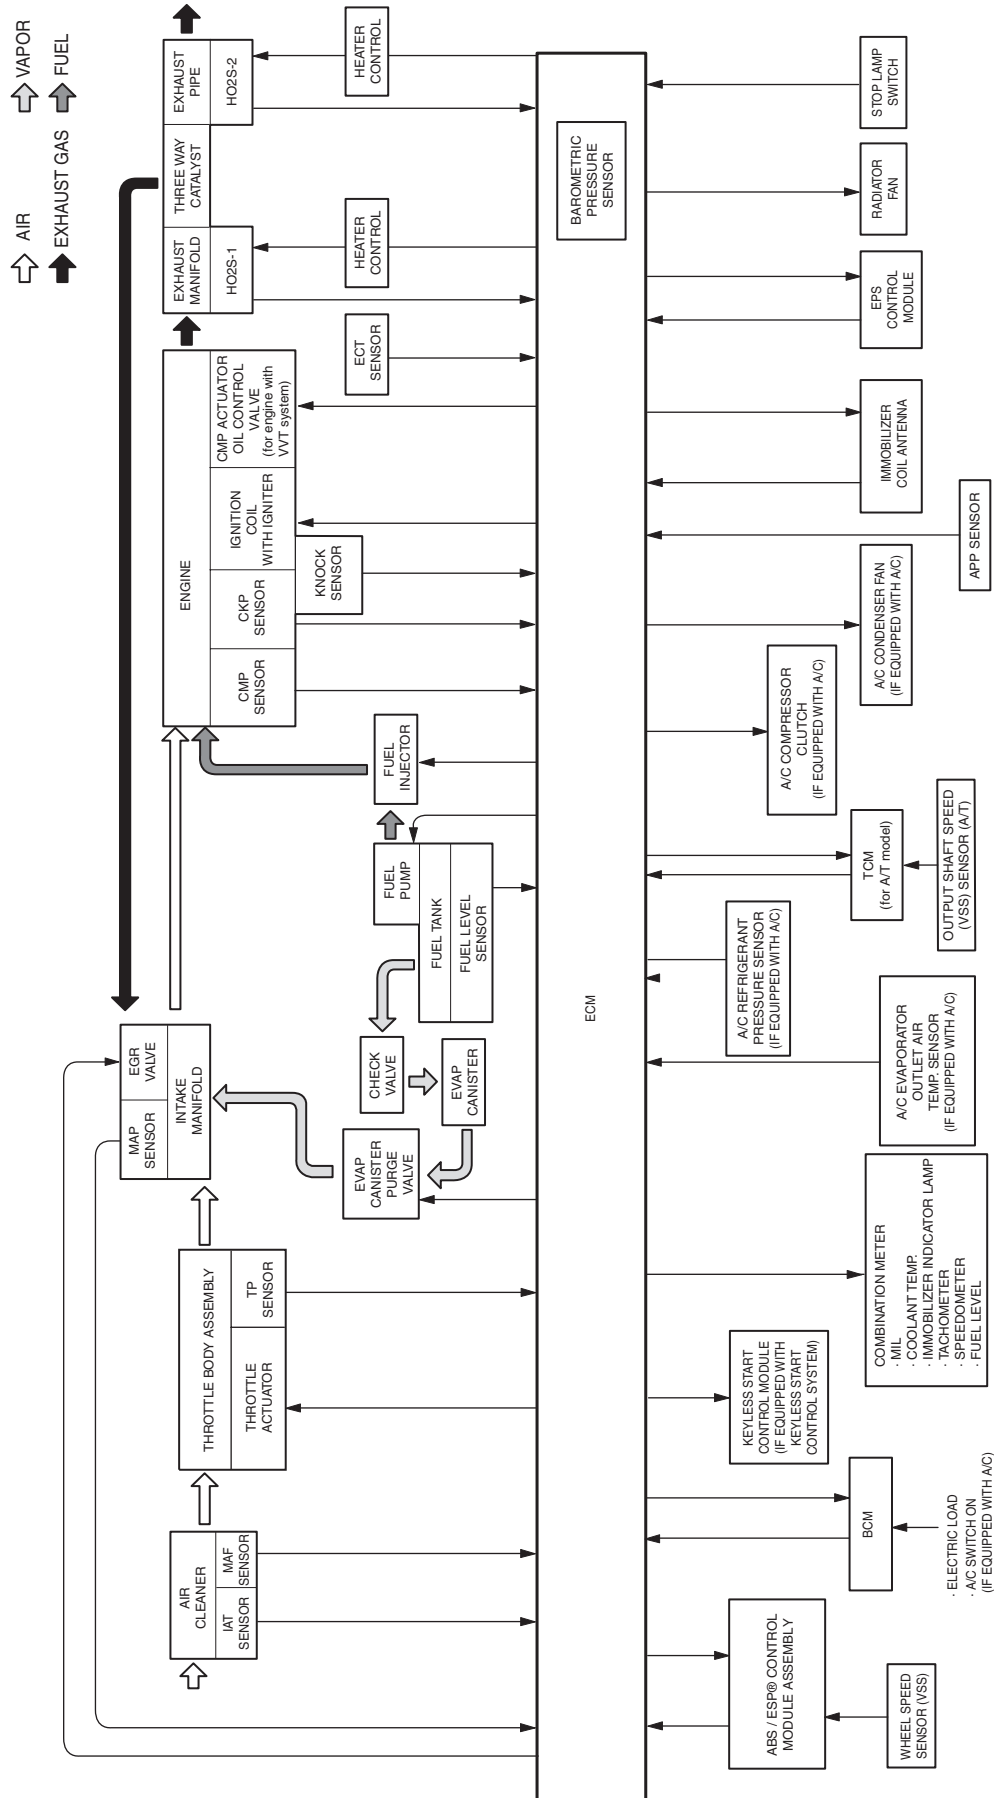 AIR
VAPOR
EXHAUST GAS
FUEL
AIR
CLEANER
IAT
SENSOR
MAF
SENSOR
THROTTLE BODY ASSEMBLY
THROTTLE
ACTUATOR
TP
SENSOR
MAP
SENSOR
EGR
VALVE
INTAKE
MANIFOLD
EVAP
CANISTER
PURGE
VALVE
CHECK
VALVE
EVAP
CANISTER
FUEL
PUMP
FUEL TANK
FUEL LEVEL
SENSOR
FUEL
INJECTOR
ENGINE
CMP
SENSOR
CKP
SENSOR
IGNITION
COIL
WITH IGNITER
CMP ACTUATOR
OIL CONTROL
VALVE
(for engine with
VVT system)
KNOCK
SENSOR
ECT
SENSOR
EXHAUST
MANIFOLD
HO2S-1
THREE WAY
CATALYST
EXHAUST
PIPE
HO2S-2
HEATER
CONTROL
HEATER
CONTROL
ECM
BAROMETRIC
PRESSURE
SENSOR
ABS / ESP® CONTROL
MODULE ASSEMBLY
WHEEL SPEED
SENSOR (VSS)
BCM
· ELECTRIC LOAD
· A/C SWITCH ON
(IF EQUIPPED WITH A/C)
KEYLESS START
CONTROL MODULE
(IF EQUIPPED WITH
KEYLESS START
CONTROL SYSTEM)
COMBINATION METER
· MIL
· COOLANT TEMP.
· IMMOBILIZER INDICATOR LAMP
· TACHOMETER
· SPEEDOMETER
· FUEL LEVEL
A/C EVAPORATOR
OUTLET AIR
TEMP. SENSOR
(IF EQUIPPED WITH A/C)
A/C REFRIGERANT
PRESSURE SENSOR
(IF EQUIPPED WITH A/C)
TCM
(for A/T model)
OUTPUT SHAFT SPEED
(VSS) SENSOR (A/T)
A/C COMPRESSOR
CLUTCH
(IF EQUIPPED WITH A/C)
A/C CONDENSER FAN
(IF EQUIPPED WITH A/C)
APP SENSOR
IMMOBILIZER
COIL ANTENNA
EPS
CONTROL
MODULE
RADIATOR
FAN
STOP LAMP
SWITCH